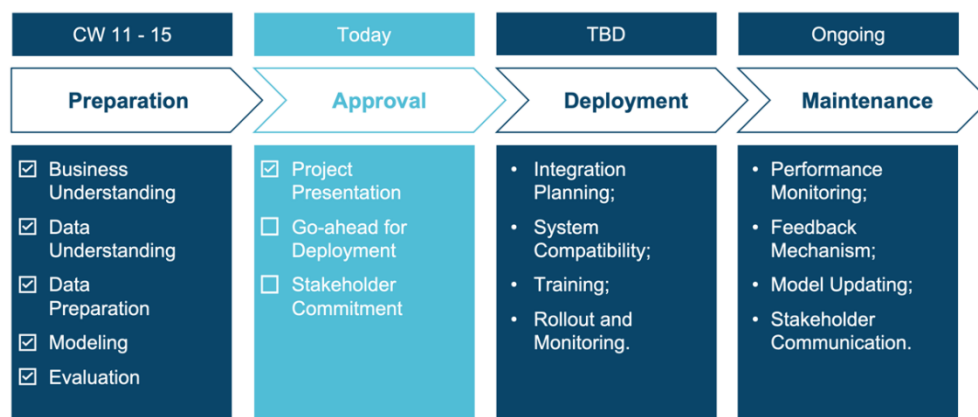 CW 11 - 15
Today
TBD
Ongoing
Preparation
Approval
Deployment
Maintenance
Business
Understanding
Data
Understanding
Data
Preparation
Modeling
Evaluation
Project
Presentation
Go-ahead for
Deployment
Stakeholder
Commitment
• Integration
Planning;
• System
Compatibility;
• Training;
• Rollout and
Monitoring.
• Performance
Monitoring;
• Feedback
Mechanism;
• Model Updating;
• Stakeholder
Communication.